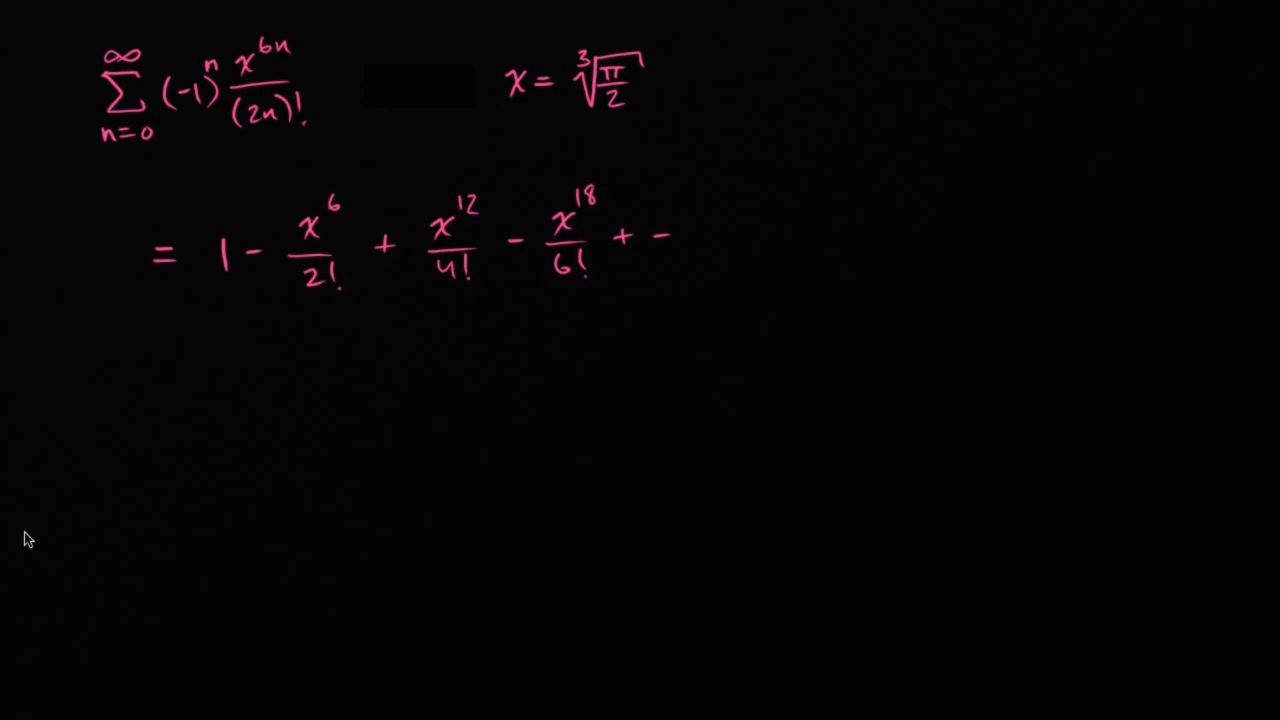 ∞∑n=0 (-1)^n x^{6n}/(2n)! x = ∛(π/2)
= 1 - x^6/2! + x^12/4! - x^18/6! + -